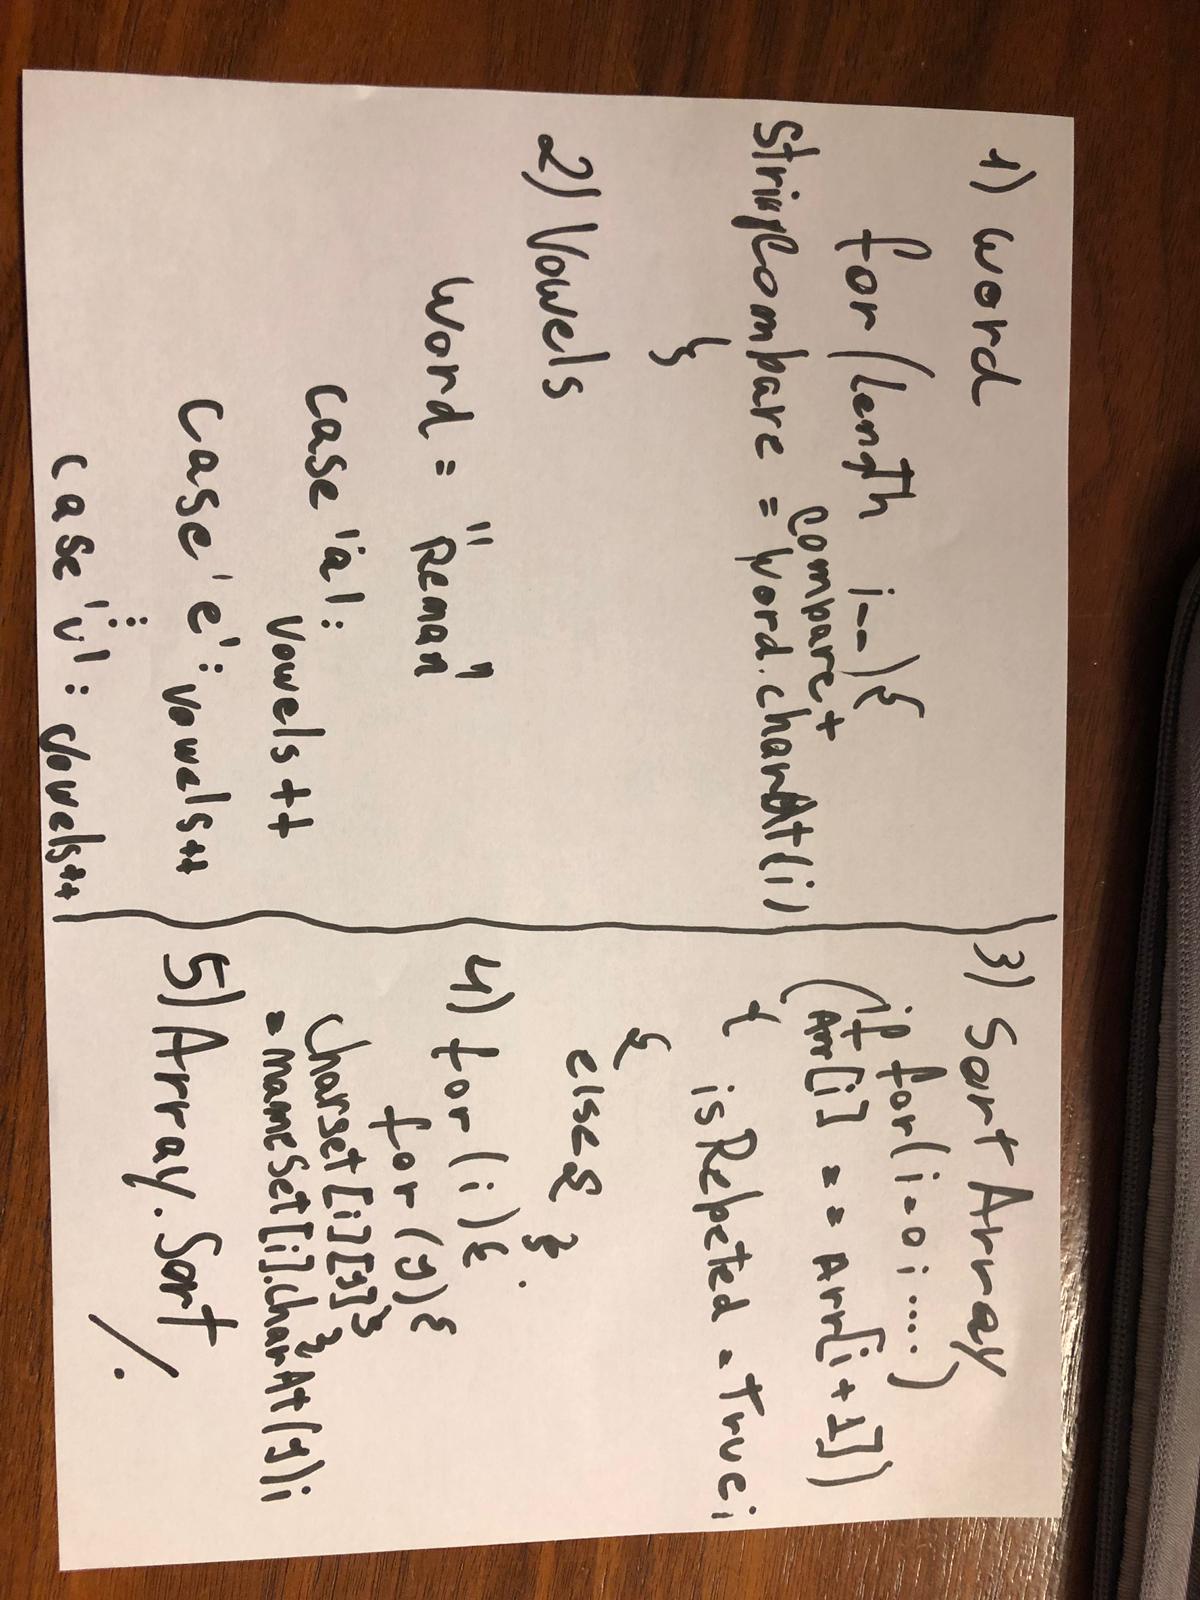 1) word
for (length i--){
compare+
StringCompare = word.charAt(i)
}
2) Vowels
word = "Reman"
case 'a':
vowels++
case 'e': vowels++
⋮
case 'v': vowels++
3) Sort Array
for(i=0; ....)
(if
Arr[i] == Arr[i+1])
{ isRepeted = True;
}
else {
}.
4) for (i){
for (y){
charset[i][y]
= nameSet[i].charAt(y);
} }
5) Array.Sort
/.